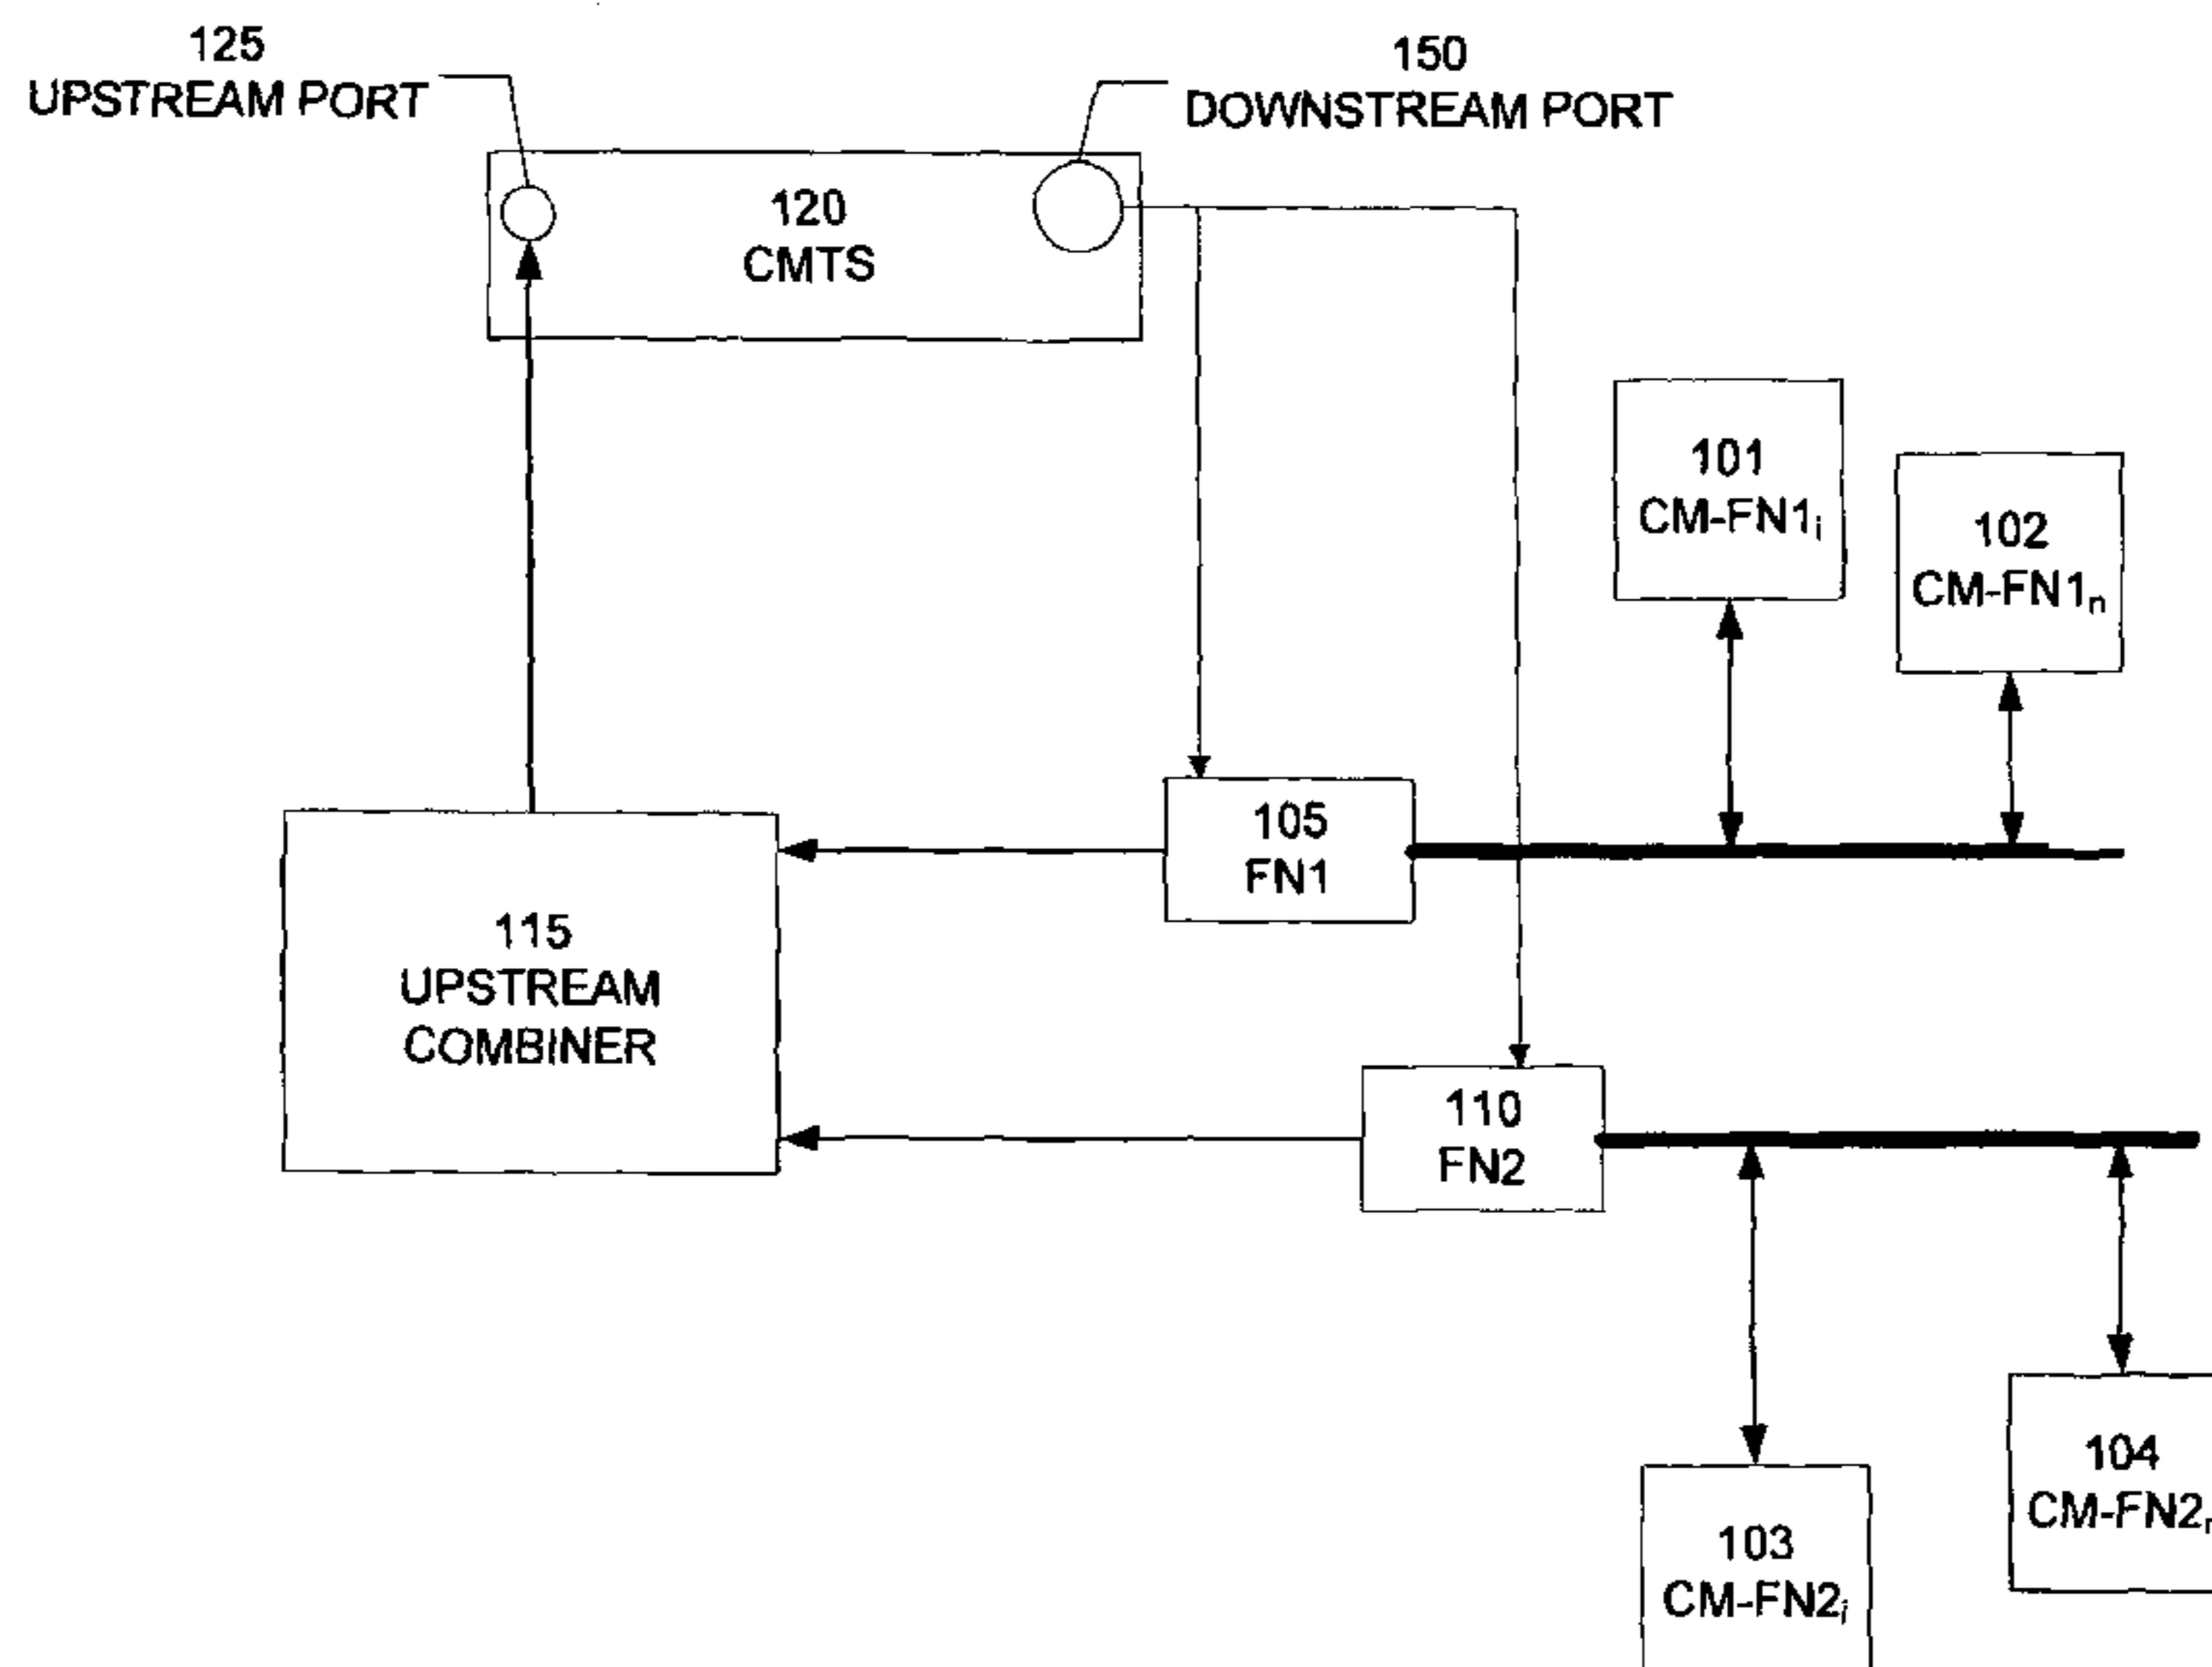 125
UPSTREAM PORT
150
DOWNSTREAM PORT
120
CMTS
101
CM-FN1i
102
CM-FN1n
105
FN1
115
UPSTREAM
COMBINER
110
FN2
104
CM-FN2
103
CM-FN2i